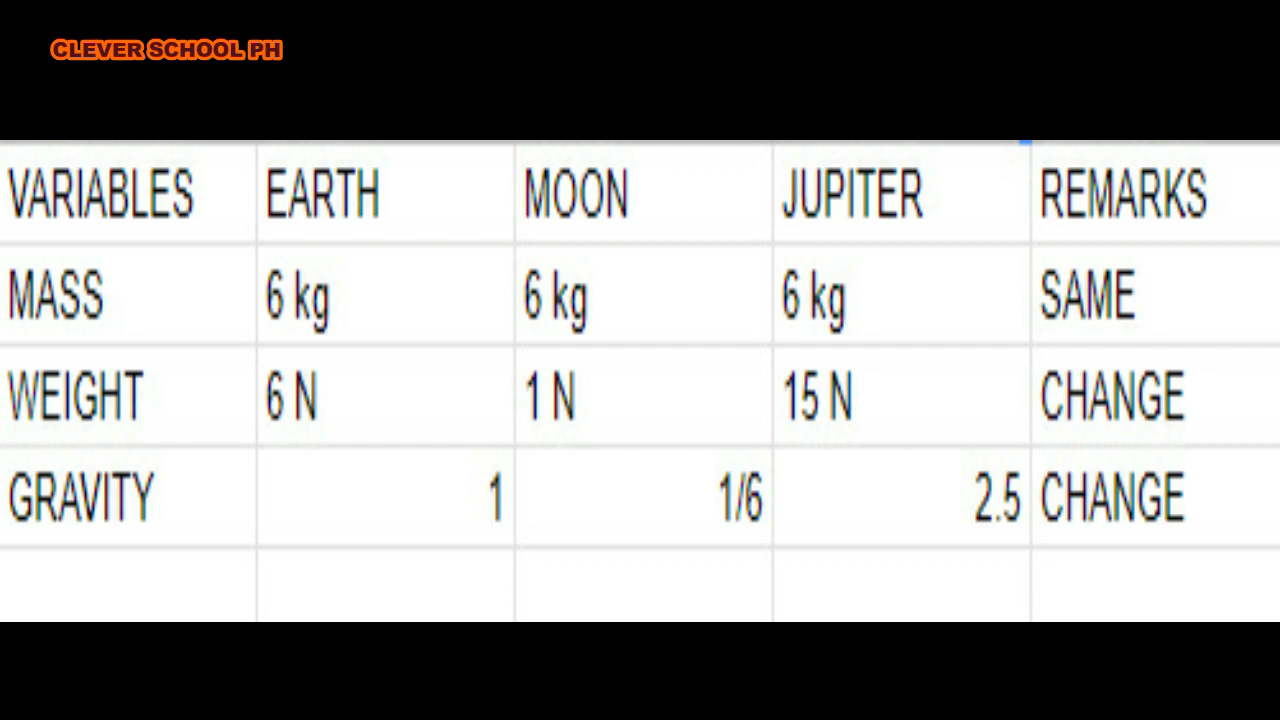 CLEVER SCHOOL PH
VARIABLES EARTH MOON JUPITER REMARKS
MASS 6 kg 6 kg 6 kg SAME
WEIGHT 6 N 1 N 15 N CHANGE
GRAVITY 1 1/6 2.5 CHANGE